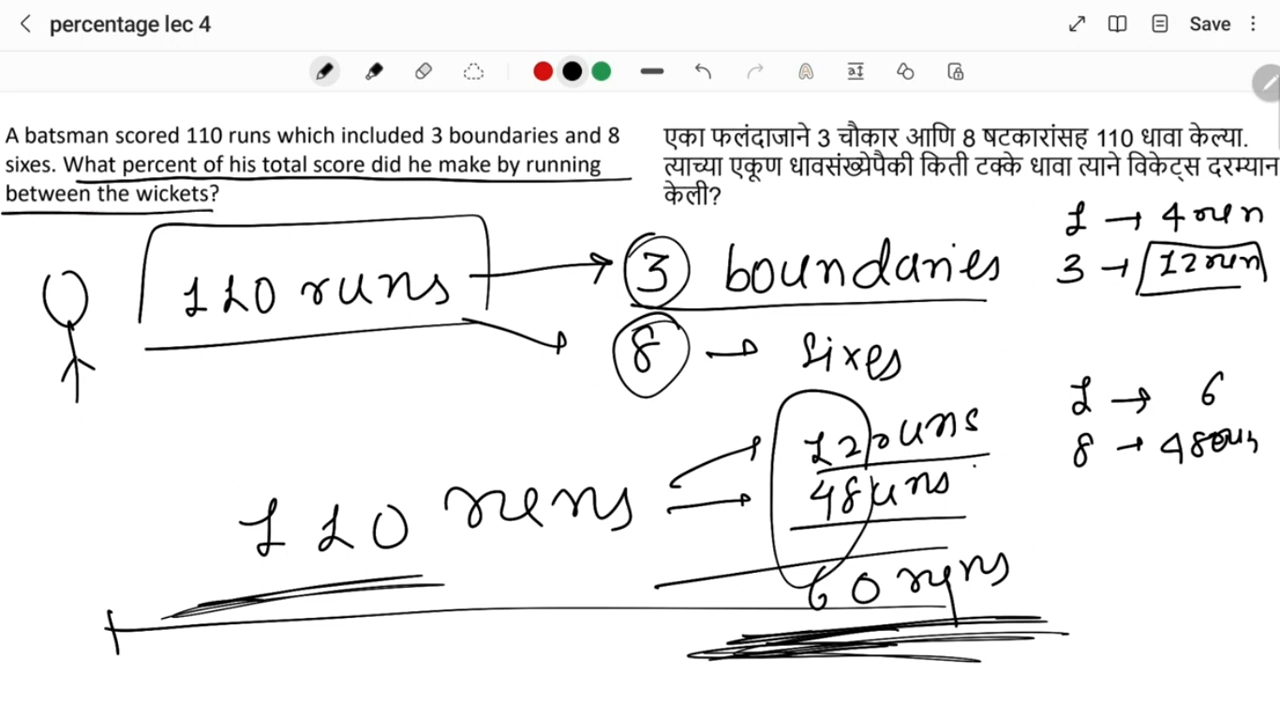 percentage lec 4
Save
A batsman scored 110 runs which included 3 boundaries and 8
sixes. What percent of his total score did he make by running
between the wickets?
एका फलंदाजाने 3 चौकार आणि 8 षटकारांसह 110 धावा केल्या.
त्याच्या एकूण धावसंख्येपैकी किती टक्के धावा त्याने विकेट्स दरम्यान
केली?
1 → 4 run
3 → 12 run
110 runs → 3 boundaries
8 → sixes
1 → 6
8 → 48 run
12 runs
48 uns
110 runs
60 runs